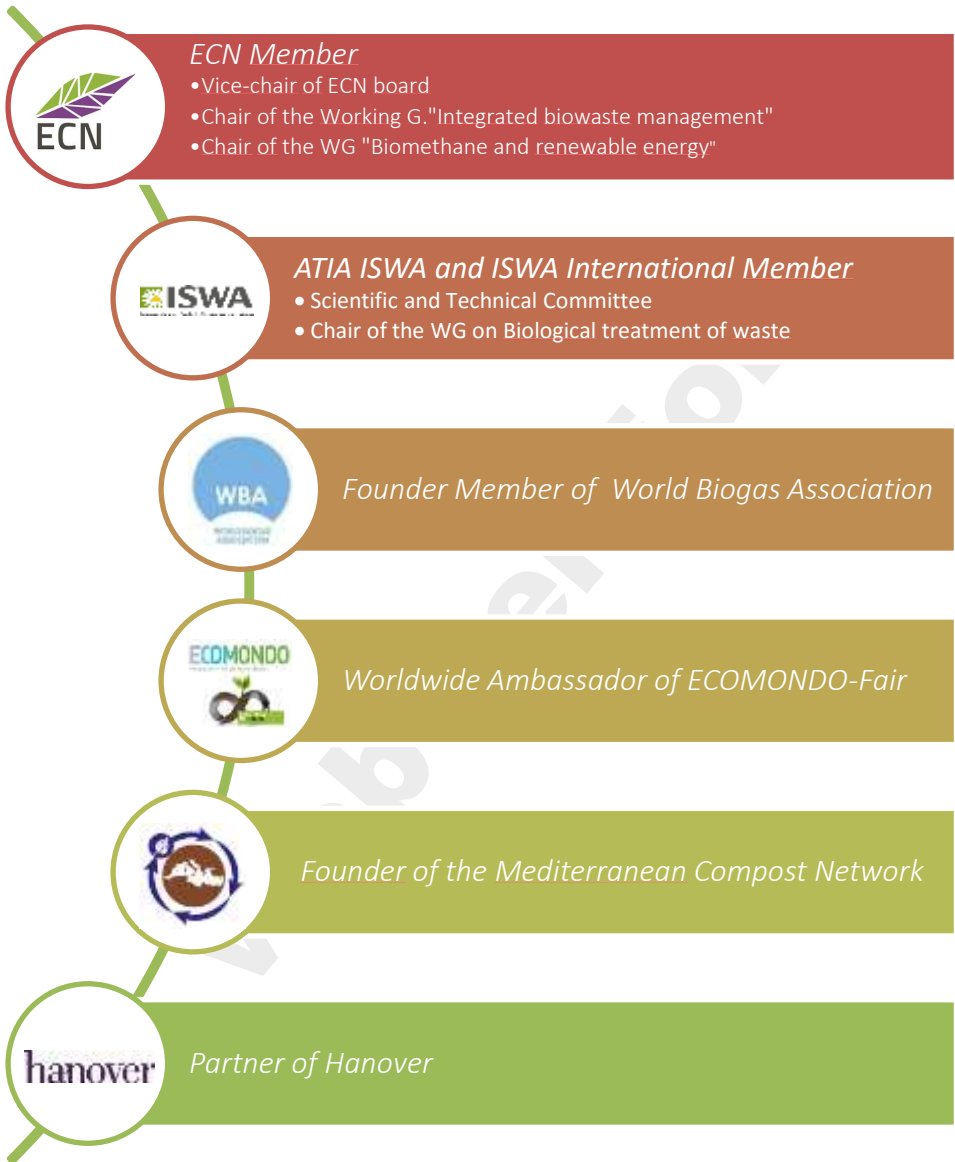 ECN
ECN Member
•Vice-chair of ECN board
•Chair of the Working G."Integrated biowaste management"
•Chair of the WG "Biomethane and renewable energy"
ISWA
ATIA ISWA and ISWA International Member
• Scientific and Technical Committee
• Chair of the WG on Biological treatment of waste
WBA
WORLD BIOGAS
ASSOCIATION
Founder Member of World Biogas Association
ECOMONDO
Worldwide Ambassador of ECOMONDO-Fair
Founder of the Mediterranean Compost Network
hanover
Partner of Hanover